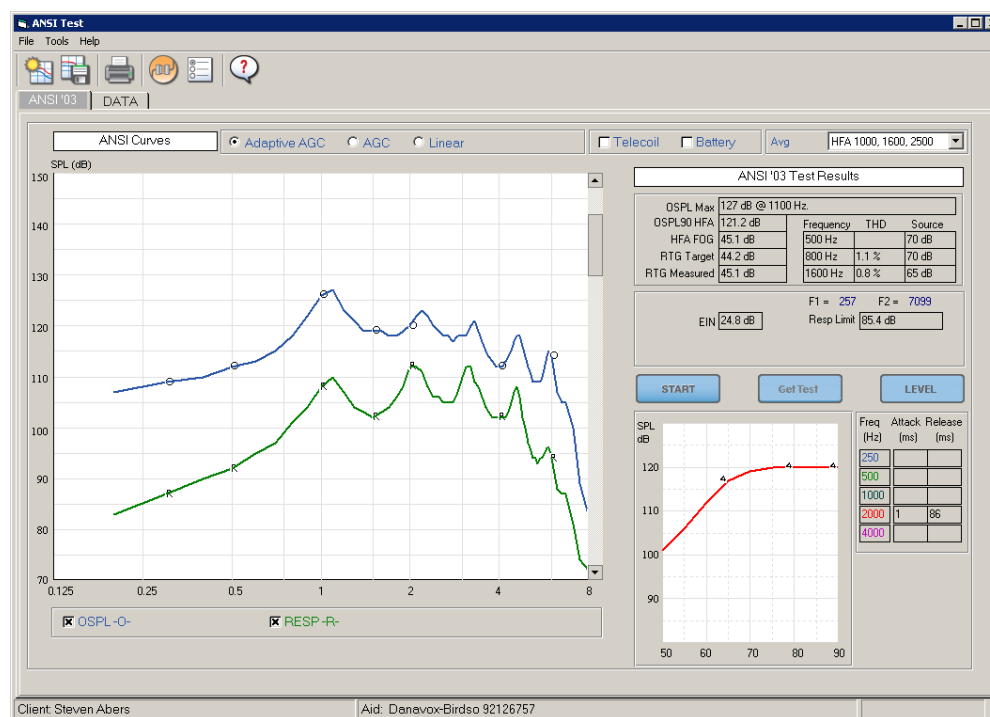 ANSI Test
File Tools Help
ANSI '03 DATA
ANSI Curves Adaptive AGC AGC Linear Telecoil Battery Avg HFA 1000, 1600, 2500
SPL (dB)
150
140
130
120
110
100
90
80
70
0.125 0.25 0.5 1 2 4 8
OSPL -O- RESP -R-
ANSI '03 Test Results
OSPL Max 127 dB @ 1100 Hz.
OSPL90 HFA 121.2 dB Frequency THD Source
HFA FOG 45.1 dB 500 Hz 70 dB
RTG Target 44.2 dB 800 Hz 1.1 % 70 dB
RTG Measured 45.1 dB 1600 Hz 0.8 % 65 dB
F1 = 257 F2 = 7099
EIN 24.8 dB Resp Limit 85.4 dB
START Get Test LEVEL
SPL
dB
120
110
100
90
50 60 70 80 90
4 4 4
R R R R R R R R
Freq Attack Release
(Hz) (ms) (ms)
250
500
1000
2000 1 86
4000
Client: Steven Abers Aid: Danavox-Birdso 92126757